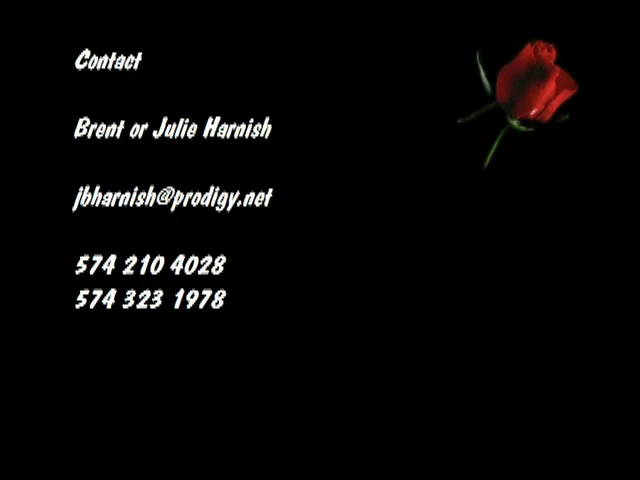 Contact
Brent or Julie Harnish
jbharnish@prodigy.net
574 210 4028
574 323 1978